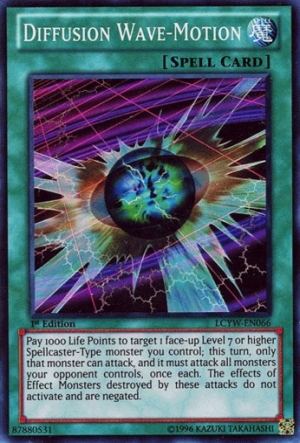 DIFFUSION WAVE-MOTION
魔
[SPELL CARD]
1st Edition
LCYW-EN066
Pay 1000 Life Points to target 1 face-up Level 7 or higher
Spellcaster-Type monster you control; this turn, only
that monster can attack, and it must attack all monsters
your opponent controls, once each. The effects of
Effect Monsters destroyed by these attacks do not
activate and are negated.
87880531
©1996 KAZUKI TAKAHASHI